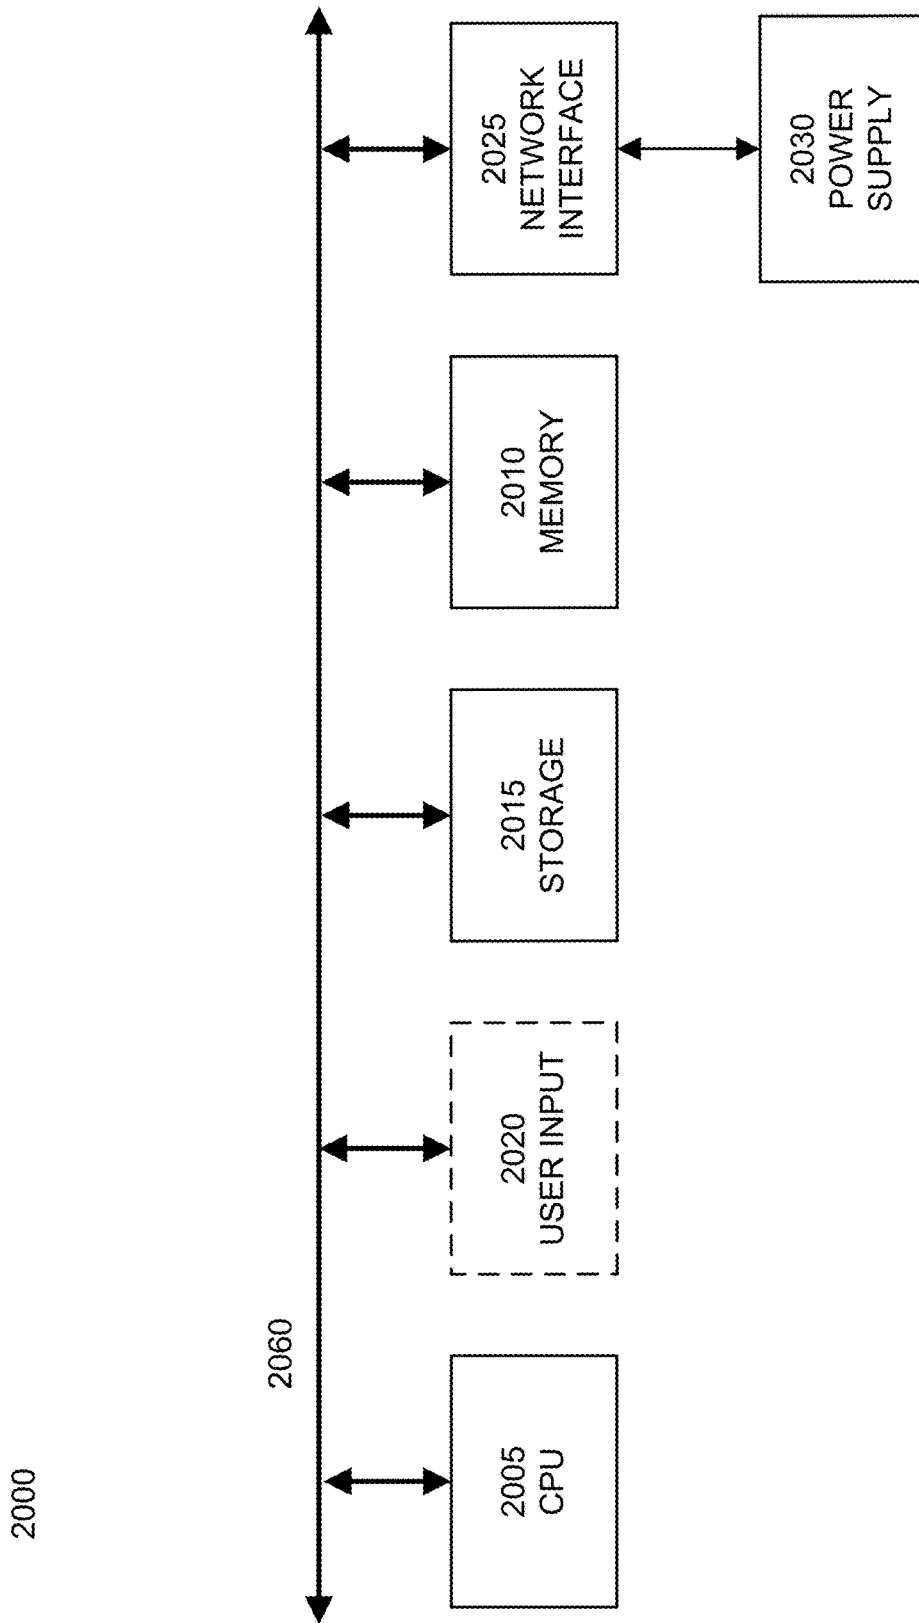 2000
2060
2005
CPU
2020
USER INPUT
2015
STORAGE
2010
MEMORY
2025
NETWORK
INTERFACE
2030
POWER
SUPPLY